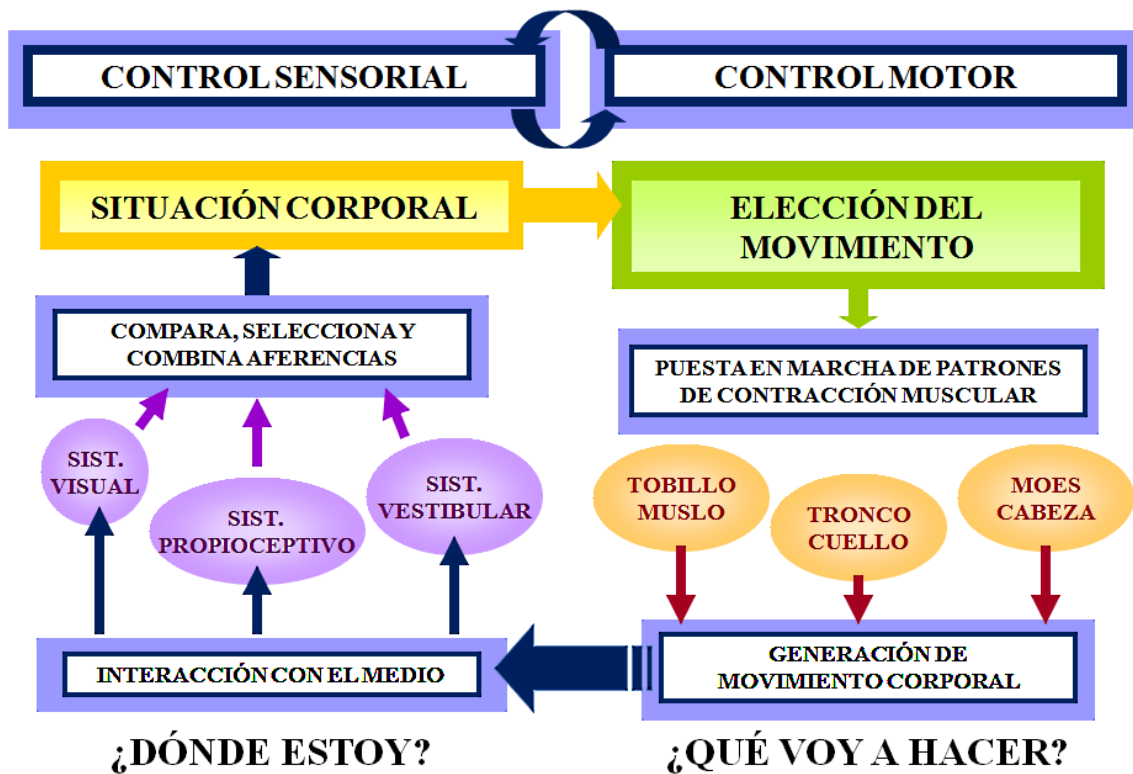 CONTROL SENSORIAL
CONTROL MOTOR
SITUACIÓN CORPORAL
ELECCIÓN DEL
MOVIMIENTO
COMPARA, SELECCIONA Y
COMBINA AFERENCIAS
PUESTA EN MARCHA DE PATRONES
DE CONTRACCIÓN MUSCULAR
SIST.
VISUAL
SIST.
PROPIOCEPTIVO
SIST.
VESTIBULAR
TOBILLO
MUSLO
TRONCO
CUELLO
MOES
CABEZA
INTERACCIÓN CON EL MEDIO
GENERACIÓN DE
MOVIMIENTO CORPORAL
¿DÓNDE ESTOY?
¿QUÉ VOY A HACER?